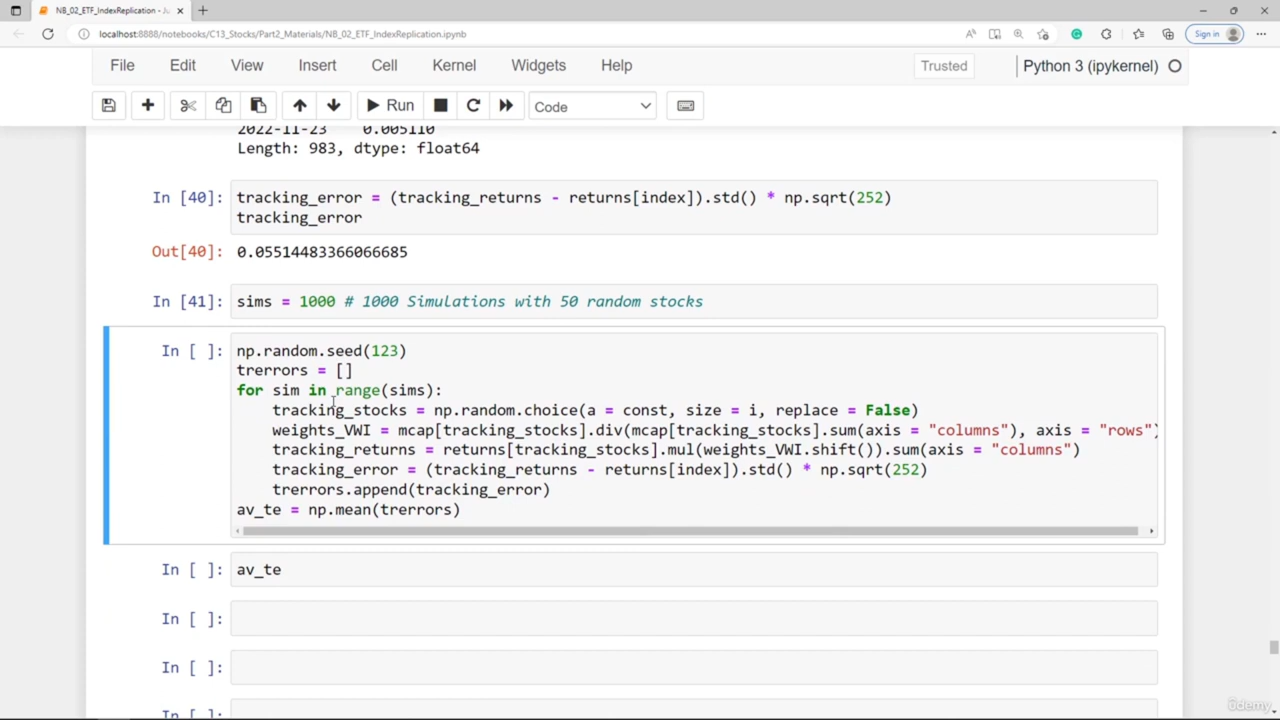 NB_02_ETF_IndexReplication - Ju
localhost:8888/notebooks/C13_Stocks/Part2_Materials/NB_02_ETF_IndexReplication.ipynb
Sign in
File Edit View Insert Cell Kernel Widgets Help Trusted Python 3 (ipykernel)
Run Code
2022-11-23    0.005110
Length: 983, dtype: float64
In [40]: tracking_error = (tracking_returns - returns[index]).std() * np.sqrt(252)
tracking_error
Out[40]: 0.05514483366066685
In [41]: sims = 1000 # 1000 Simulations with 50 random stocks
In [ ]: np.random.seed(123)
trerrors = []
for sim in range(sims):
    tracking_stocks = np.random.choice(a = const, size = i, replace = False)
    weights_VWI = mcap[tracking_stocks].div(mcap[tracking_stocks].sum(axis = "columns"), axis = "rows")
    tracking_returns = returns[tracking_stocks].mul(weights_VWI.shift()).sum(axis = "columns")
    tracking_error = (tracking_returns - returns[index]).std() * np.sqrt(252)
    trerrors.append(tracking_error)
av_te = np.mean(trerrors)
In [ ]: av_te
In [ ]:
In [ ]:
In [ ]:
ûdemy